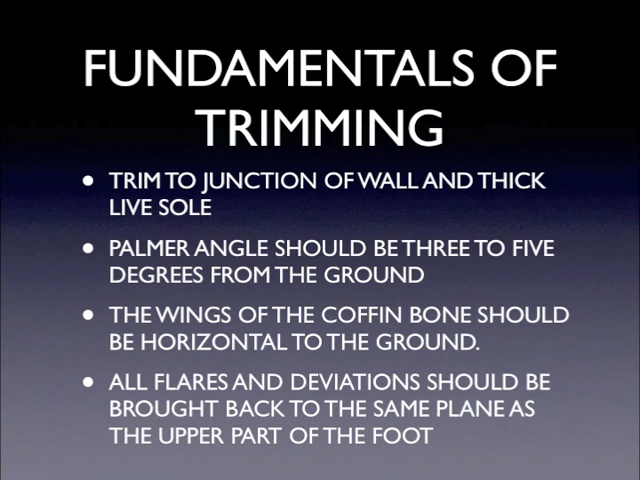 FUNDAMENTALS OF
TRIMMING
• TRIM TO JUNCTION OF WALL AND THICK
LIVE SOLE
• PALMER ANGLE SHOULD BE THREE TO FIVE
DEGREES FROM THE GROUND
• THE WINGS OF THE COFFIN BONE SHOULD
BE HORIZONTAL TO THE GROUND.
• ALL FLARES AND DEVIATIONS SHOULD BE
BROUGHT BACK TO THE SAME PLANE AS
THE UPPER PART OF THE FOOT